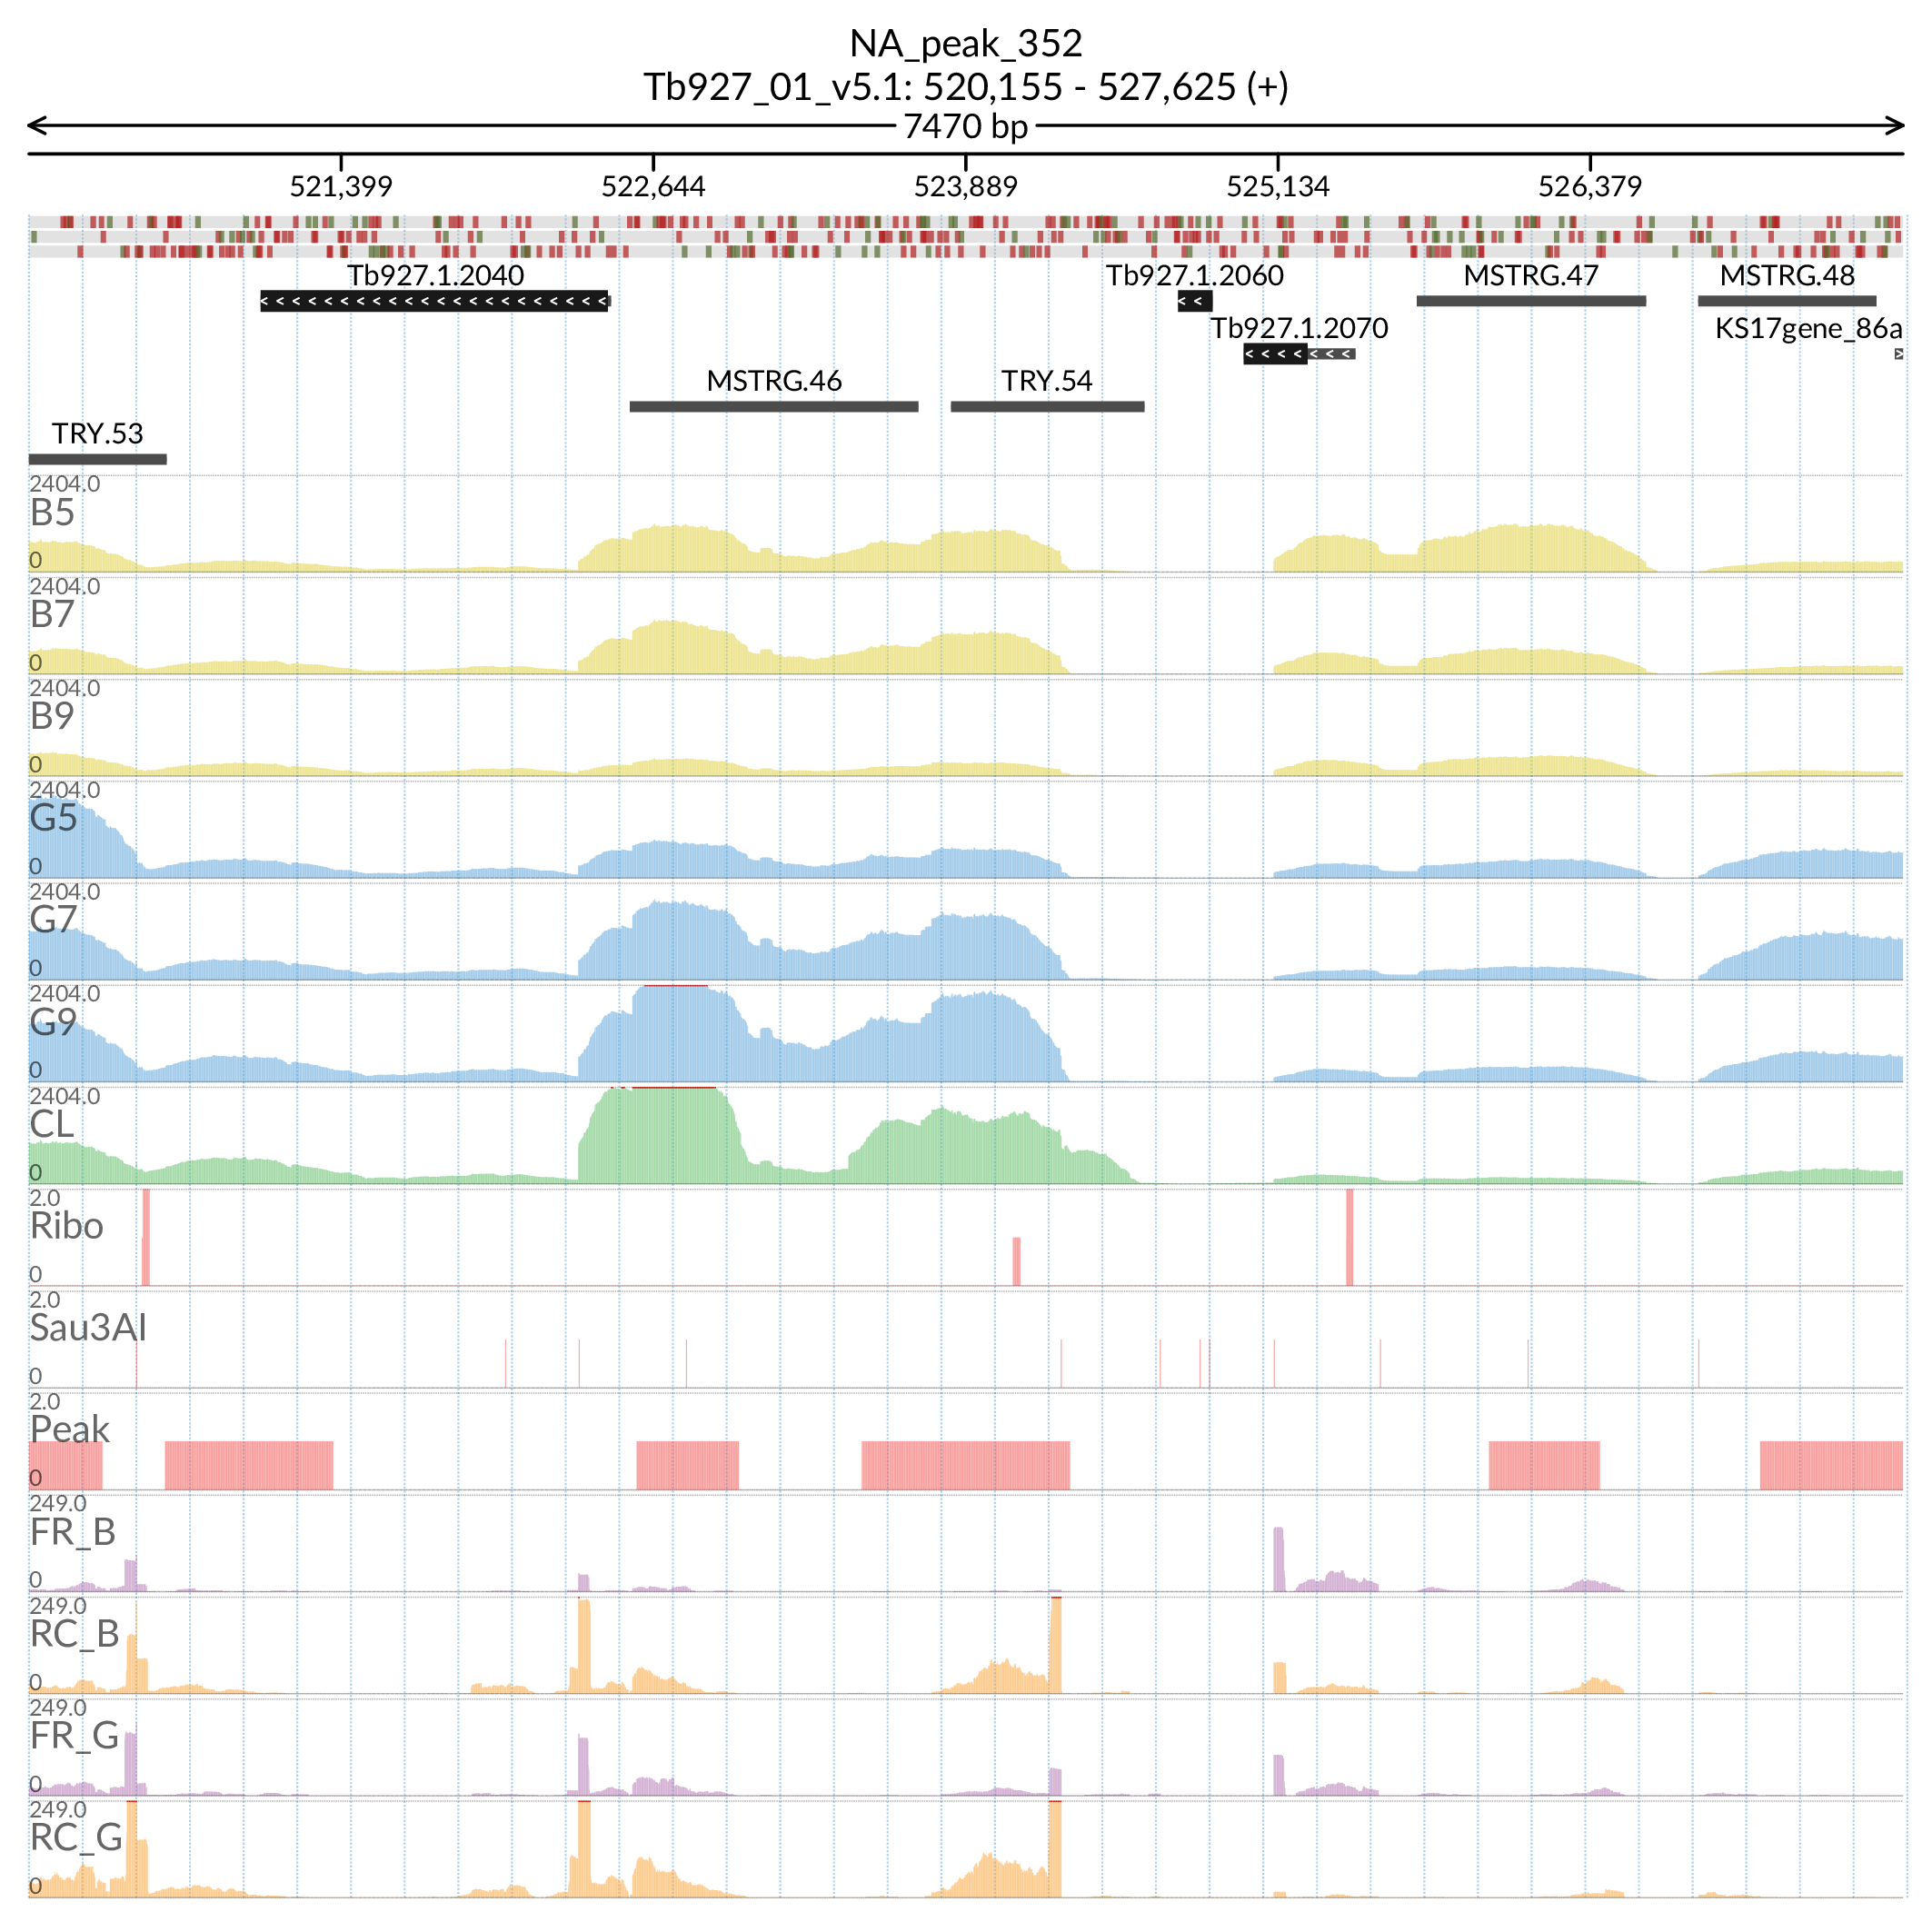 NA_peak_352
Tb927_01_v5.1: 520,155 - 527,625 (+)
7470 bp
521,399 522,644 523,889 525,134 526,379
Tb927.1.2040 Tb927.1.2060 MSTRG.47 MSTRG.48
Tb927.1.2070 KS17gene_86a
MSTRG.46 TRY.54
TRY.53
2404.0
B5
0
2404.0
B7
0
2404.0
B9
0
2404.0
G5
0
2404.0
G7
0
2404.0
G9
0
2404.0
CL
0
2.0
Ribo
0
2.0
Sau3AI
0
2.0
Peak
0
249.0
FR_B
0
249.0
RC_B
0
249.0
FR_G
0
249.0
RC_G
0